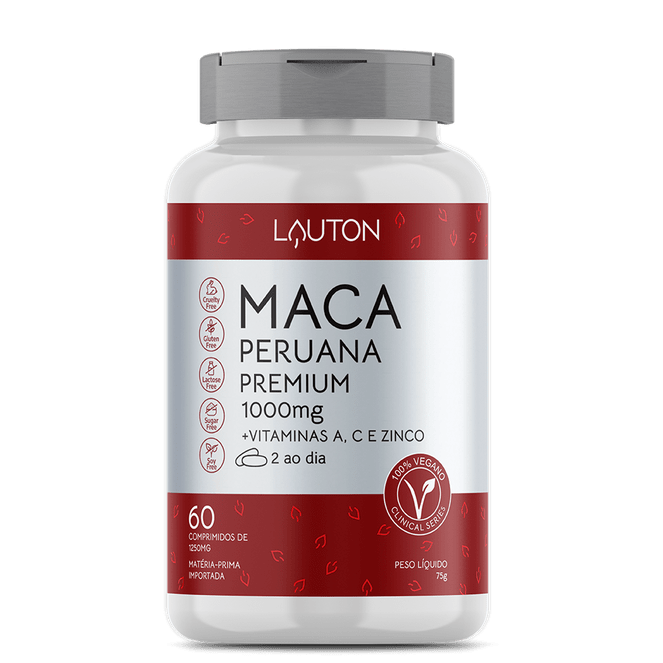 LAUTON
MACA
PERUANA
PREMIUM
1000mg
+VITAMINAS A, C E ZINCO
2 ao dia
Cruelty
Free
Gluten
Free
Lactose
Free
Sugar
Free
Soy
Free
100% VEGANO
CLINICAL SERIES
60
COMPRIMIDOS DE
1250MG
MATÉRIA-PRIMA
IMPORTADA
PESO LÍQUIDO
75g